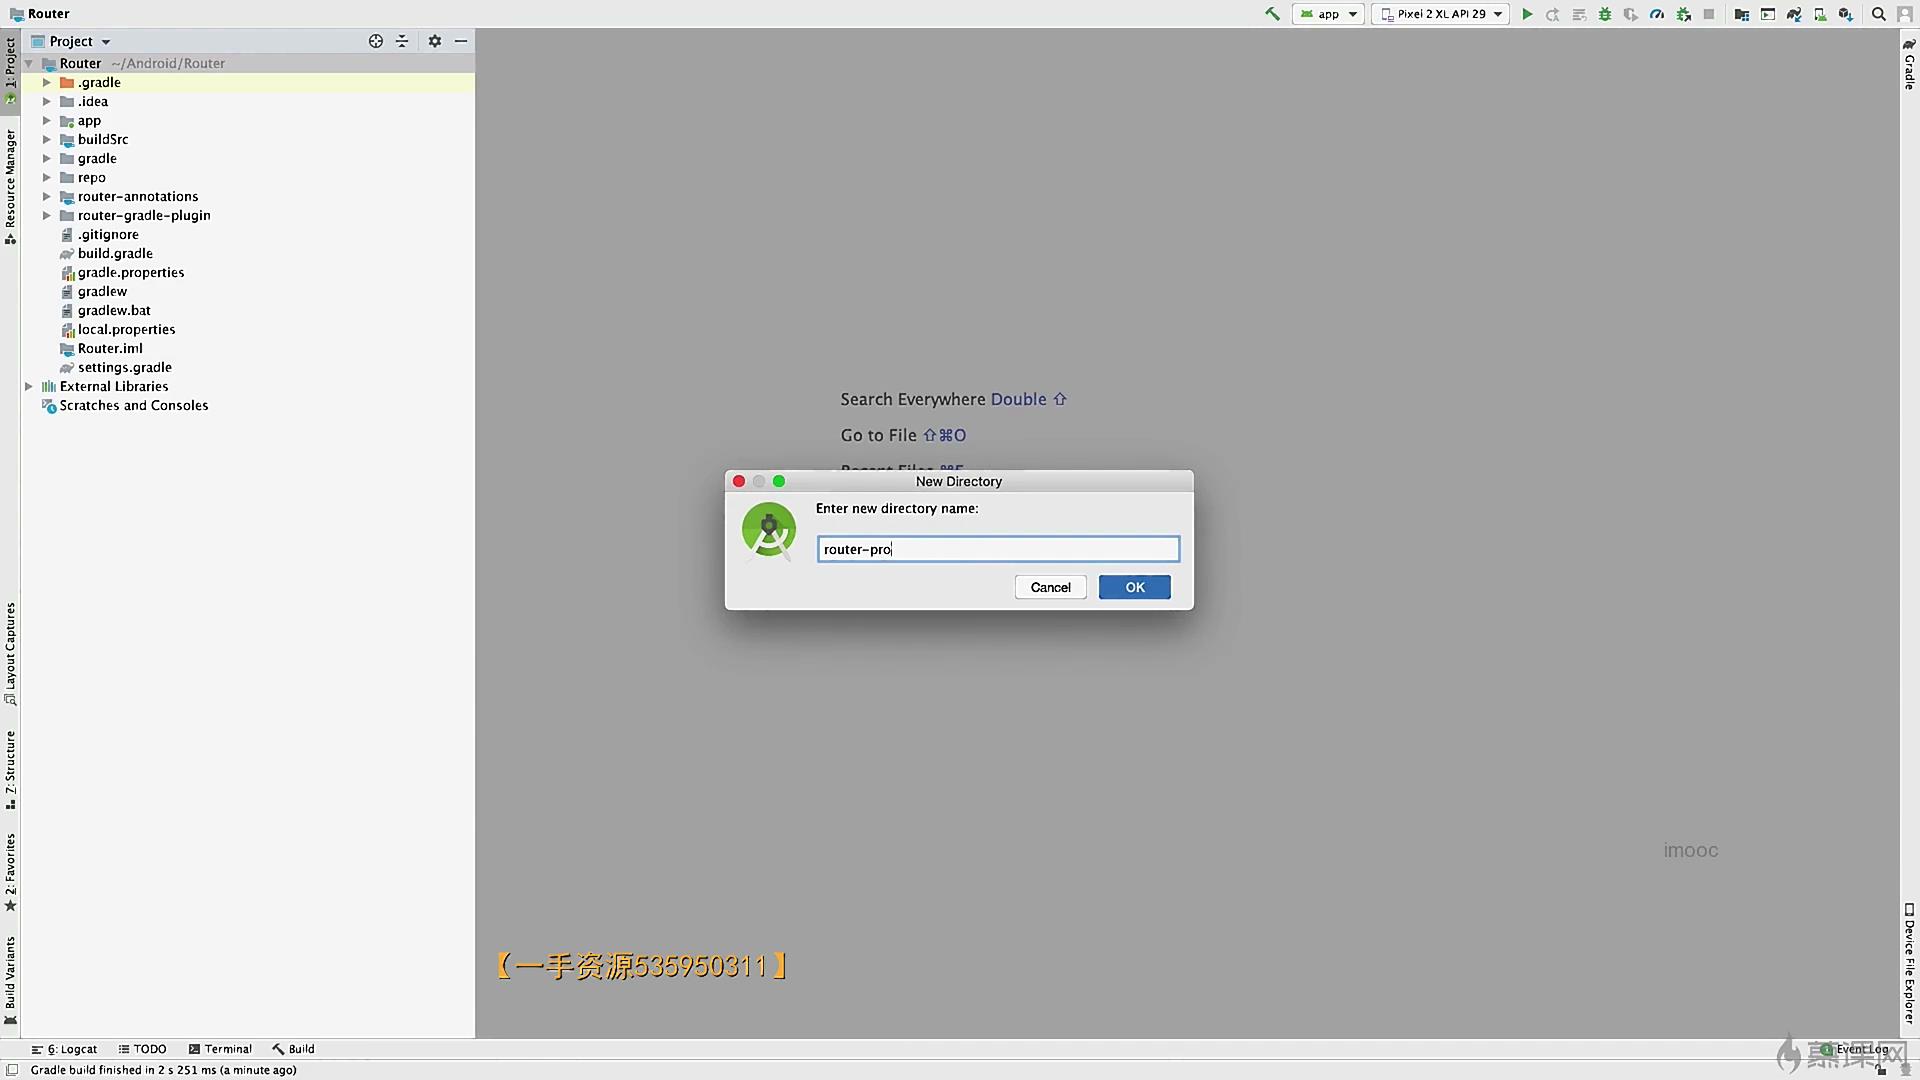 Router
app
Pixel 2 XL API 29
Project
Router ~/Android/Router
.gradle
.idea
app
buildSrc
gradle
repo
router-annotations
router-gradle-plugin
.gitignore
build.gradle
gradle.properties
gradlew
gradlew.bat
local.properties
Router.iml
settings.gradle
External Libraries
Scratches and Consoles
1: Project
Resource Manager
Layout Captures
7: Structure
2: Favorites
Build Variants
Search Everywhere Double ⇧
Go to File ⇧⌘O
Recent Files ⌘E
New Directory
Enter new directory name:
router-pro
Cancel
OK
imooc
【一手资源535950311】
Gradle
Device File Explorer
6: Logcat
TODO
Terminal
Build
Event Log
慕课网
Gradle build finished in 2 s 251 ms (a minute ago)